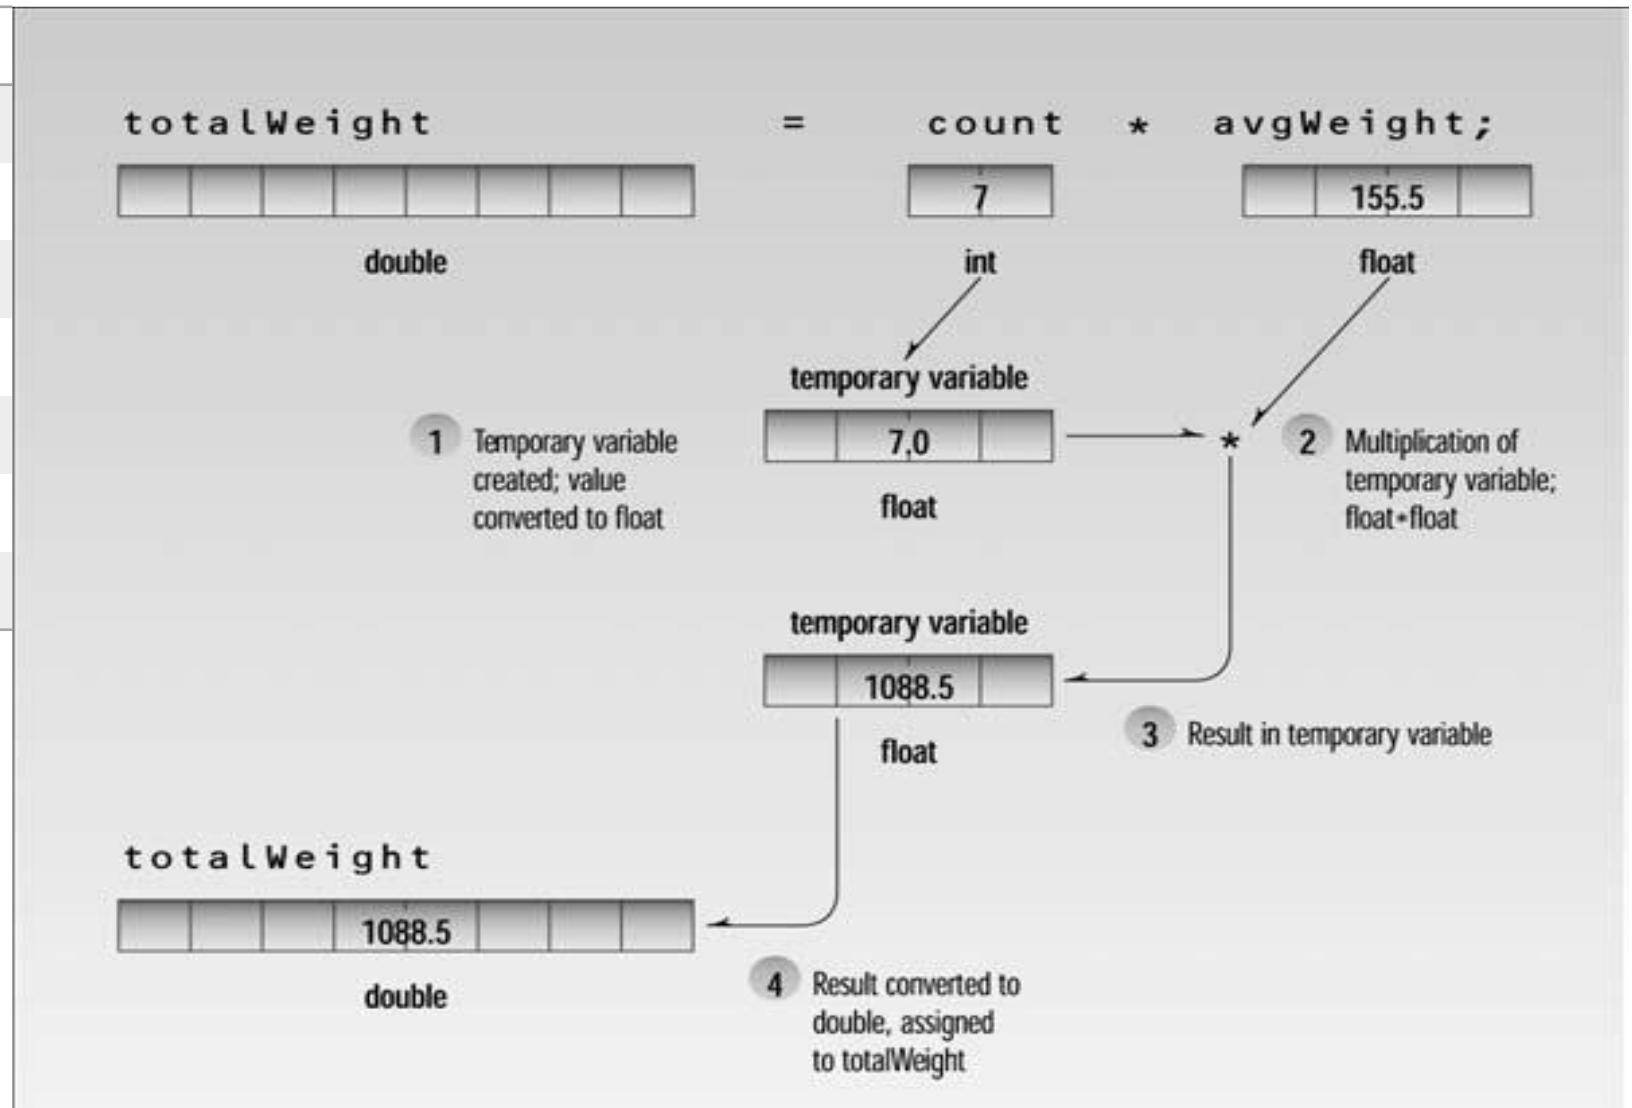 totalWeight = count * avgWeight;
7 155.5
double int float
temporary variable
1 Temporary variable
created; value
converted to float
7.0
*
2 Multiplication of
temporary variable;
float*float
float
temporary variable
1088.5
3 Result in temporary variable
float
totalWeight
1088.5
double
4 Result converted to
double, assigned
to totalWeight